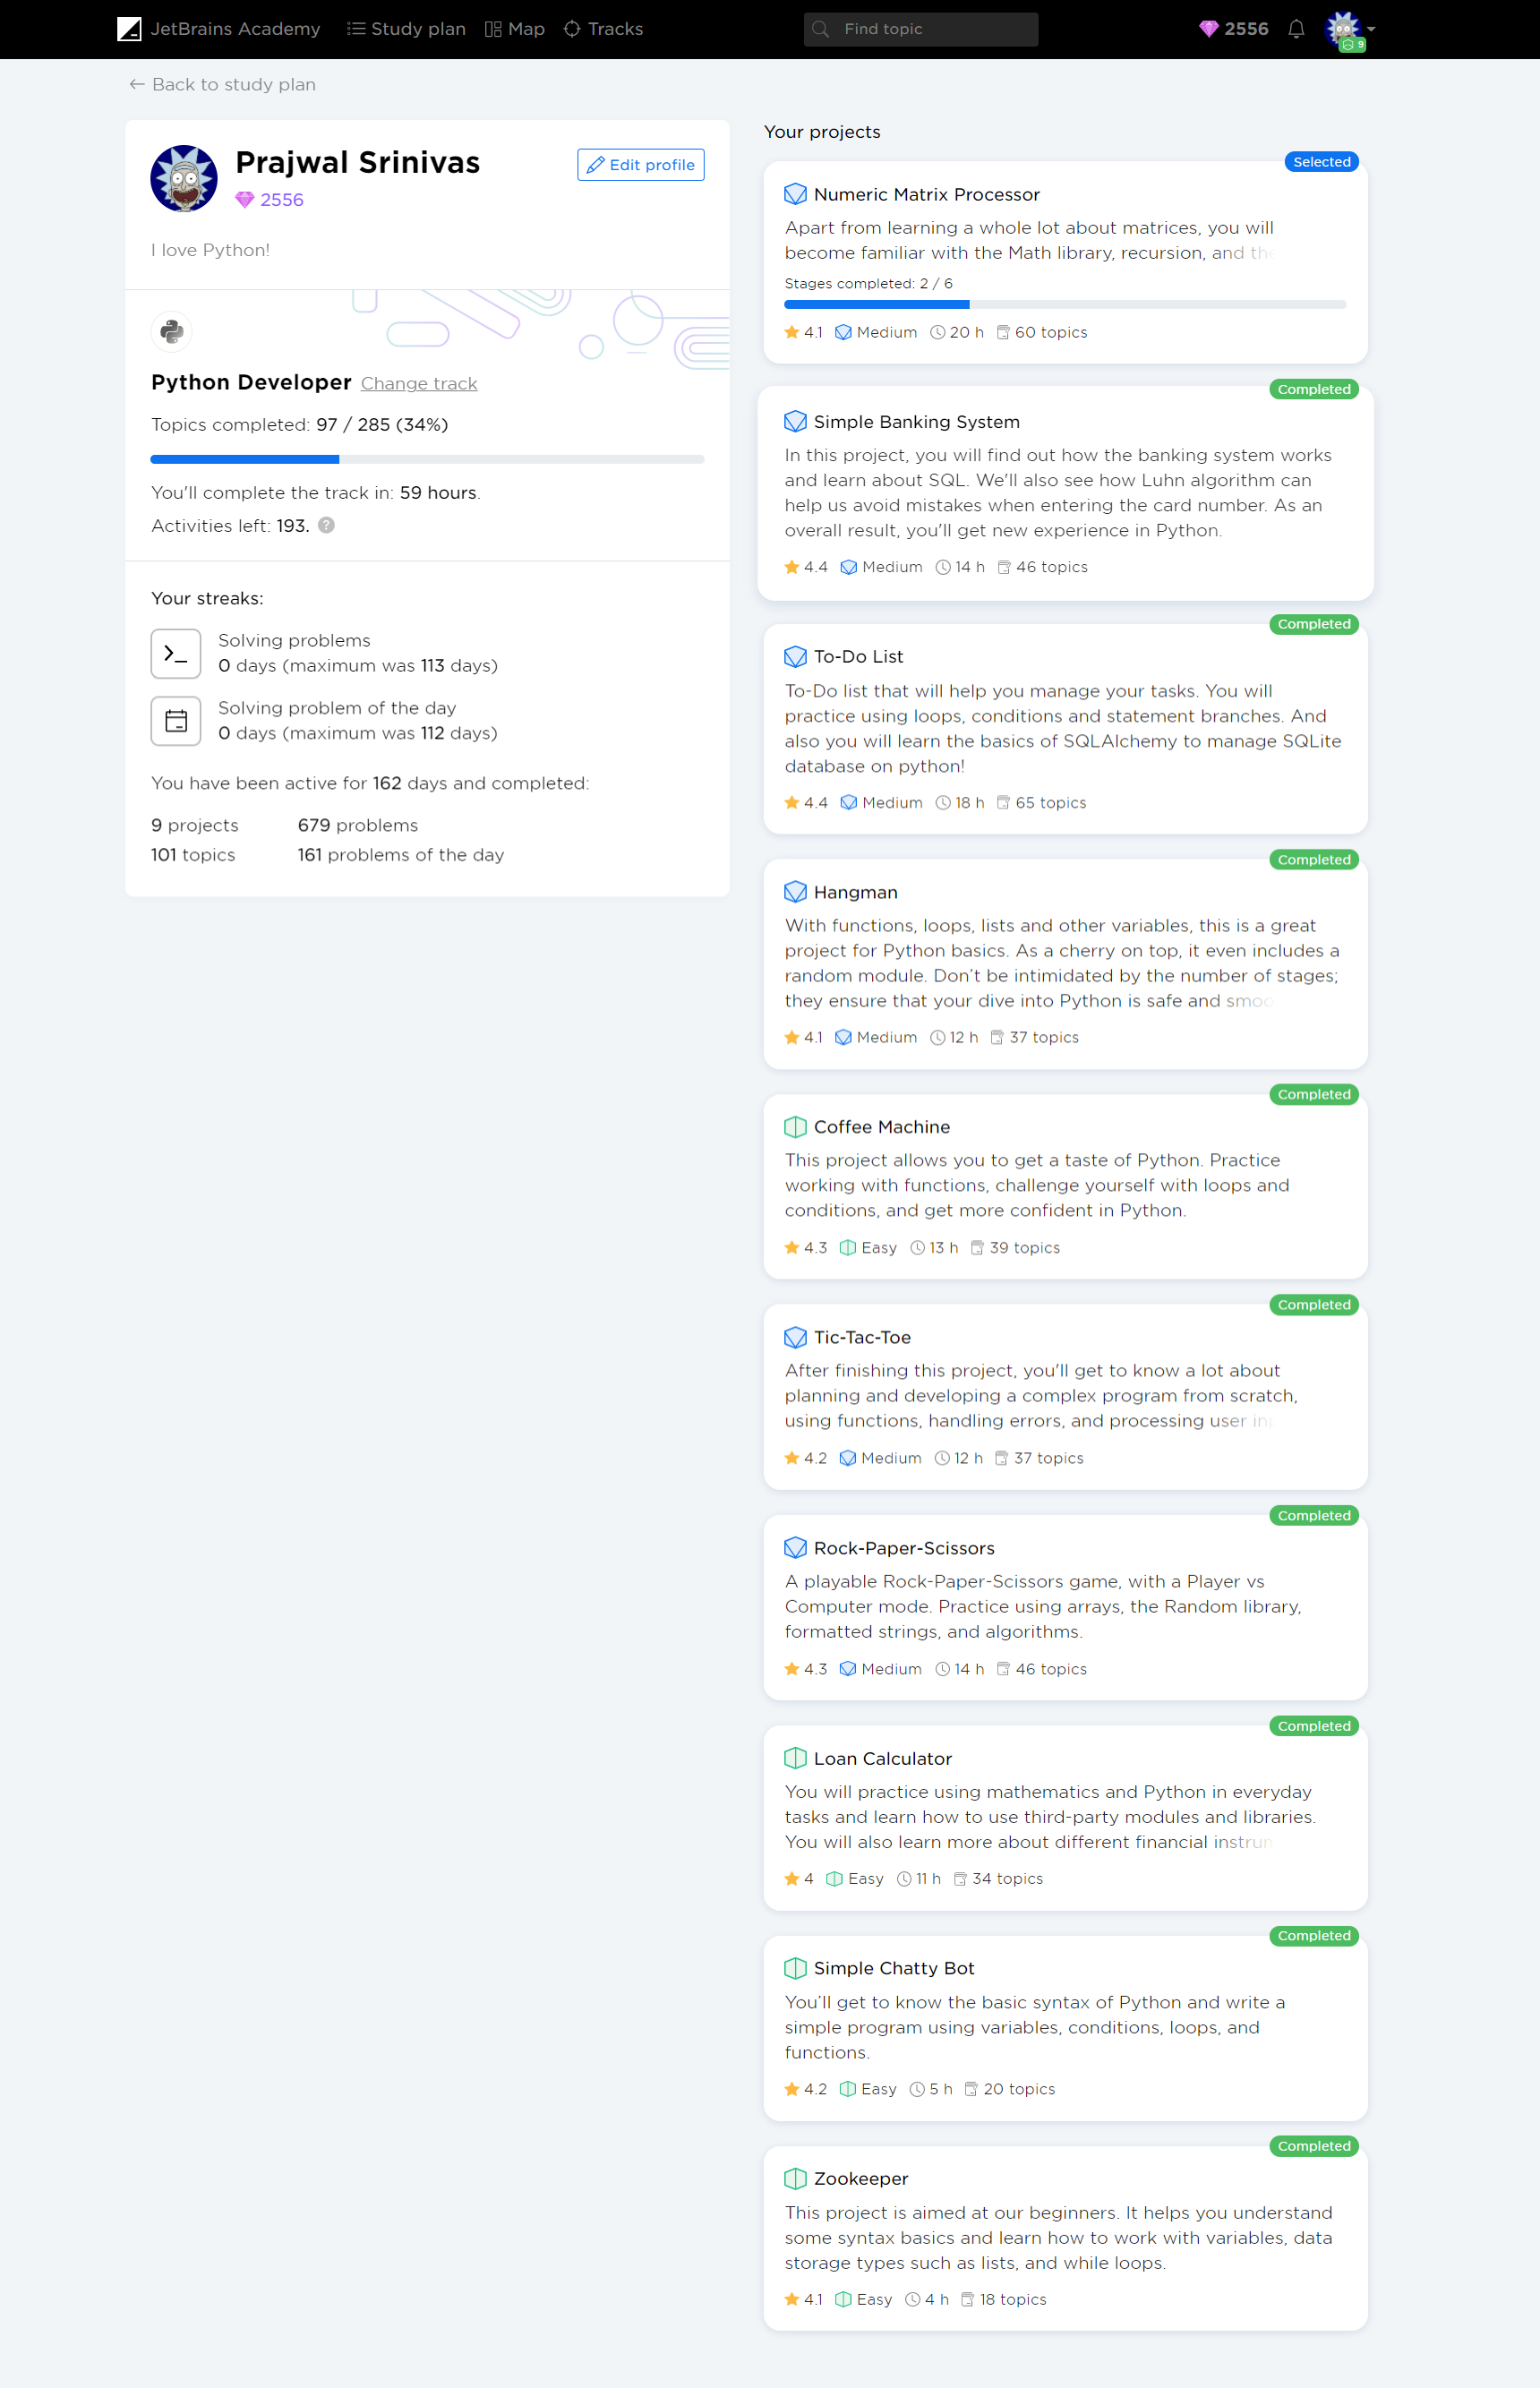 JetBrains Academy
Study plan
Map
Tracks
Find topic
2556
9
← Back to study plan
Prajwal Srinivas
2556
Edit profile
I love Python!
Python Developer Change track
Topics completed: 97 / 285 (34%)
You'll complete the track in: 59 hours.
Activities left: 193. ?
Your streaks:
Solving problems
0 days (maximum was 113 days)
Solving problem of the day
0 days (maximum was 112 days)
You have been active for 162 days and completed:
9 projects 679 problems
101 topics 161 problems of the day
Your projects
Selected
Numeric Matrix Processor
Apart from learning a whole lot about matrices, you will
become familiar with the Math library, recursion, and the
Stages completed: 2 / 6
4.1 Medium 20 h 60 topics
Completed
Simple Banking System
In this project, you will find out how the banking system works
and learn about SQL. We'll also see how Luhn algorithm can
help us avoid mistakes when entering the card number. As an
overall result, you'll get new experience in Python.
4.4 Medium 14 h 46 topics
Completed
To-Do List
To-Do list that will help you manage your tasks. You will
practice using loops, conditions and statement branches. And
also you will learn the basics of SQLAlchemy to manage SQLite
database on python!
4.4 Medium 18 h 65 topics
Completed
Hangman
With functions, loops, lists and other variables, this is a great
project for Python basics. As a cherry on top, it even includes a
random module. Don’t be intimidated by the number of stages;
they ensure that your dive into Python is safe and smoo
4.1 Medium 12 h 37 topics
Completed
Coffee Machine
This project allows you to get a taste of Python. Practice
working with functions, challenge yourself with loops and
conditions, and get more confident in Python.
4.3 Easy 13 h 39 topics
Completed
Tic-Tac-Toe
After finishing this project, you'll get to know a lot about
planning and developing a complex program from scratch,
using functions, handling errors, and processing user inp
4.2 Medium 12 h 37 topics
Completed
Rock-Paper-Scissors
A playable Rock-Paper-Scissors game, with a Player vs
Computer mode. Practice using arrays, the Random library,
formatted strings, and algorithms.
4.3 Medium 14 h 46 topics
Completed
Loan Calculator
You will practice using mathematics and Python in everyday
tasks and learn how to use third-party modules and libraries.
You will also learn more about different financial instrum
4 Easy 11 h 34 topics
Completed
Simple Chatty Bot
You’ll get to know the basic syntax of Python and write a
simple program using variables, conditions, loops, and
functions.
4.2 Easy 5 h 20 topics
Completed
Zookeeper
This project is aimed at our beginners. It helps you understand
some syntax basics and learn how to work with variables, data
storage types such as lists, and while loops.
4.1 Easy 4 h 18 topics